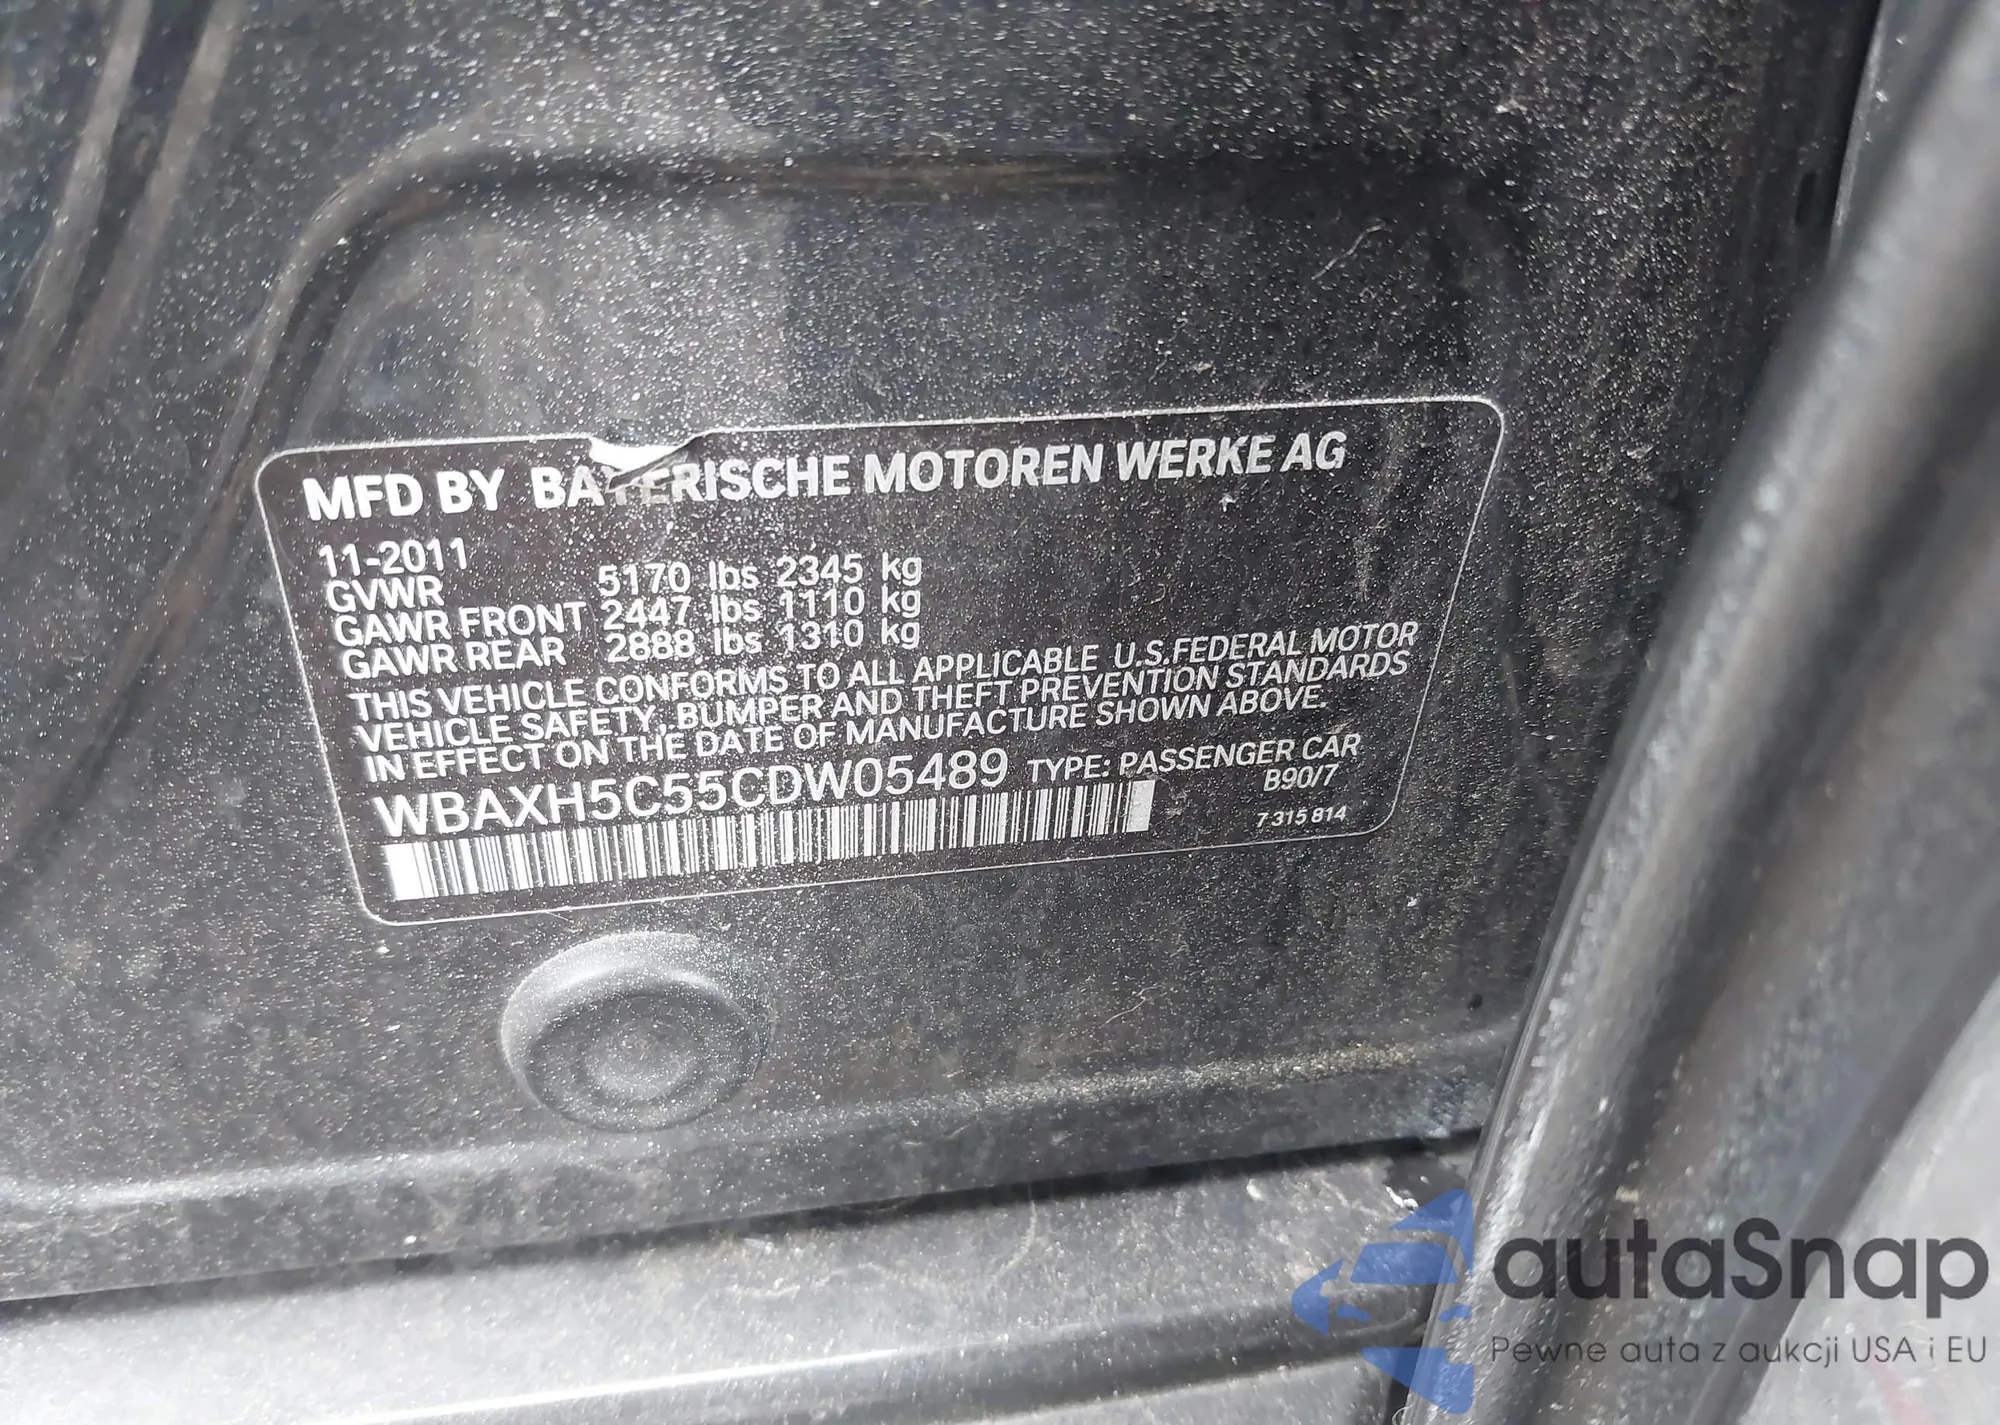 MFD BY BAYERISCHE MOTOREN WERKE AG
11-2011
GVWR 5170 lbs 2345 kg
GAWR FRONT 2447 lbs 1110 kg
GAWR REAR 2888 lbs 1310 kg
THIS VEHICLE CONFORMS TO ALL APPLICABLE U.S.FEDERAL MOTOR
VEHICLE SAFETY, BUMPER AND THEFT PREVENTION STANDARDS
IN EFFECT ON THE DATE OF MANUFACTURE SHOWN ABOVE.
WBAXH5C55CDW05489 TYPE: PASSENGER CAR
B90/7
7 315 814
autaSnap
Pewne auta z aukcji USA i EU